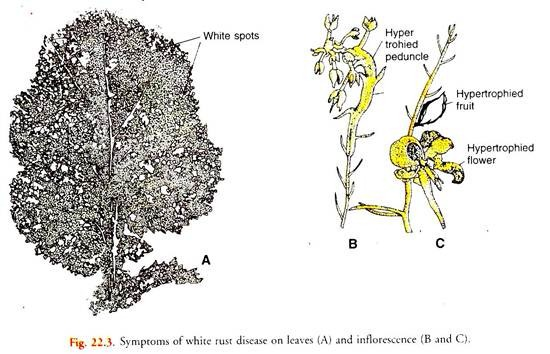 White spots
A
Hyper
trohied
peduncle
Hypertrophied
fruit
Hypertrophied
flower
B
C
Fig. 22.3. Symptoms of white rust disease on leaves (A) and inflorescence (B and C).